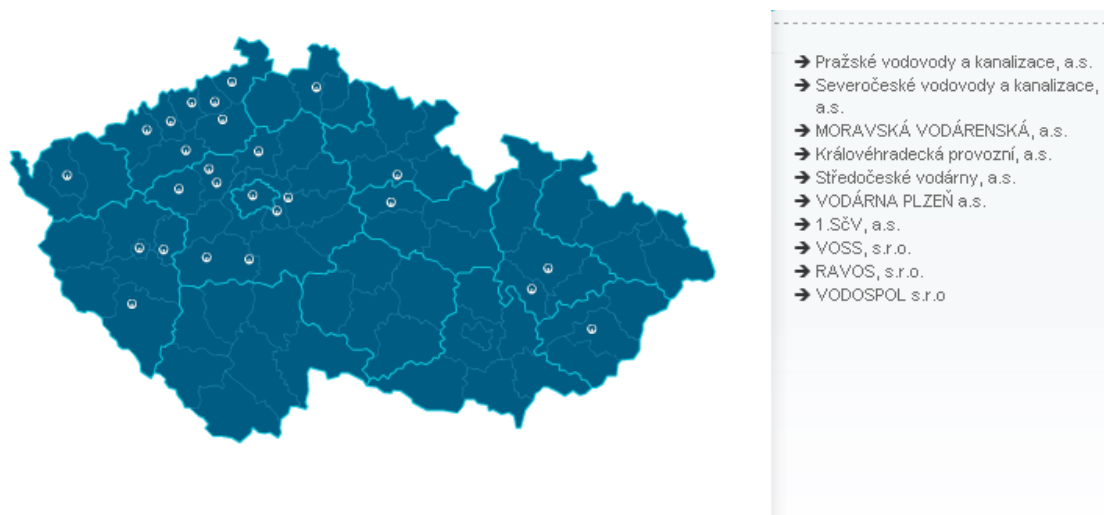 Pražské vodovody a kanalizace, a.s.
Severočeské vodovody a kanalizace,
a.s.
MORAVSKÁ VODÁRENSKÁ, a.s.
Královéhradecká provozní, a.s.
Středočeské vodárny, a.s.
VODÁRNA PLZEŇ a.s.
1.SčV, a.s.
VOSS, s.r.o.
RAVOS, s.r.o.
VODOSPOL s.r.o